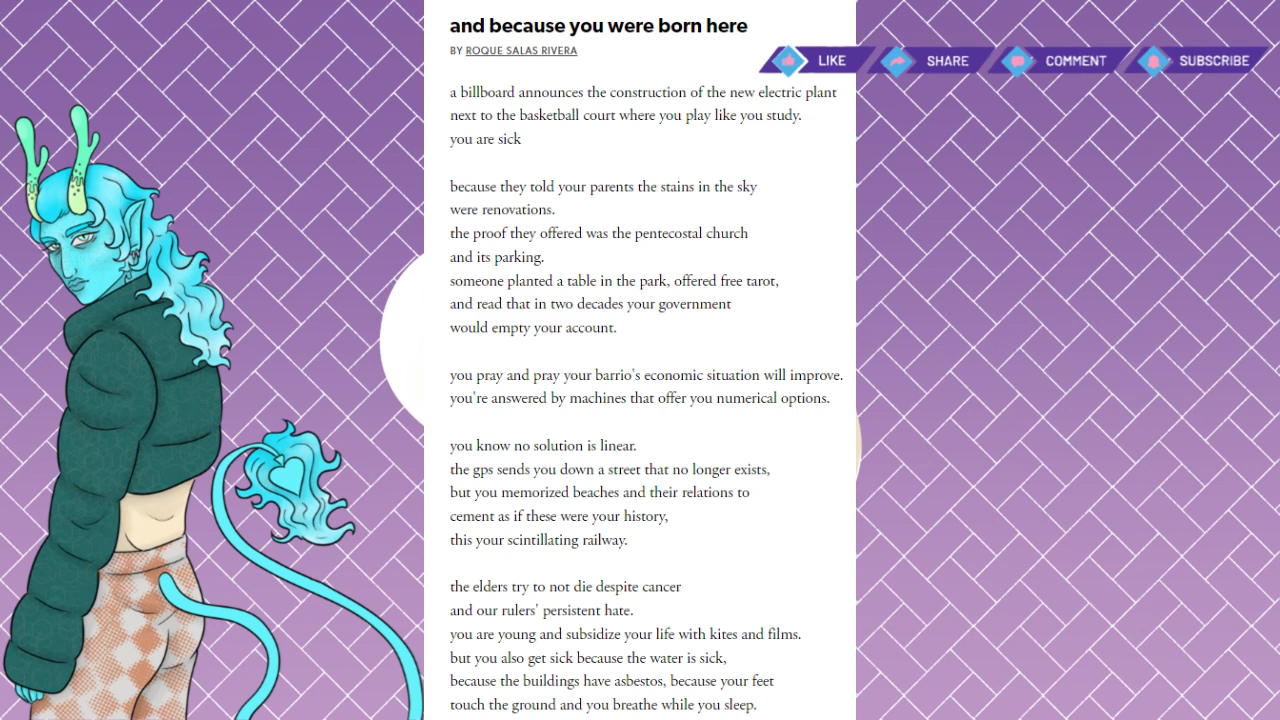 and because you were born here
BY ROQUE SALAS RIVERA
LIKE
SHARE
COMMENT
SUBSCRIBE
a billboard announces the construction of the new electric plant
next to the basketball court where you play like you study.
you are sick
because they told your parents the stains in the sky
were renovations.
the proof they offered was the pentecostal church
and its parking.
someone planted a table in the park, offered free tarot,
and read that in two decades your government
would empty your account.
you pray and pray your barrio's economic situation will improve.
you're answered by machines that offer you numerical options.
you know no solution is linear.
the gps sends you down a street that no longer exists,
but you memorized beaches and their relations to
cement as if these were your history,
this your scintillating railway.
the elders try to not die despite cancer
and our rulers' persistent hate.
you are young and subsidize your life with kites and films.
but you also get sick because the water is sick,
because the buildings have asbestos, because your feet
touch the ground and you breathe while you sleep.